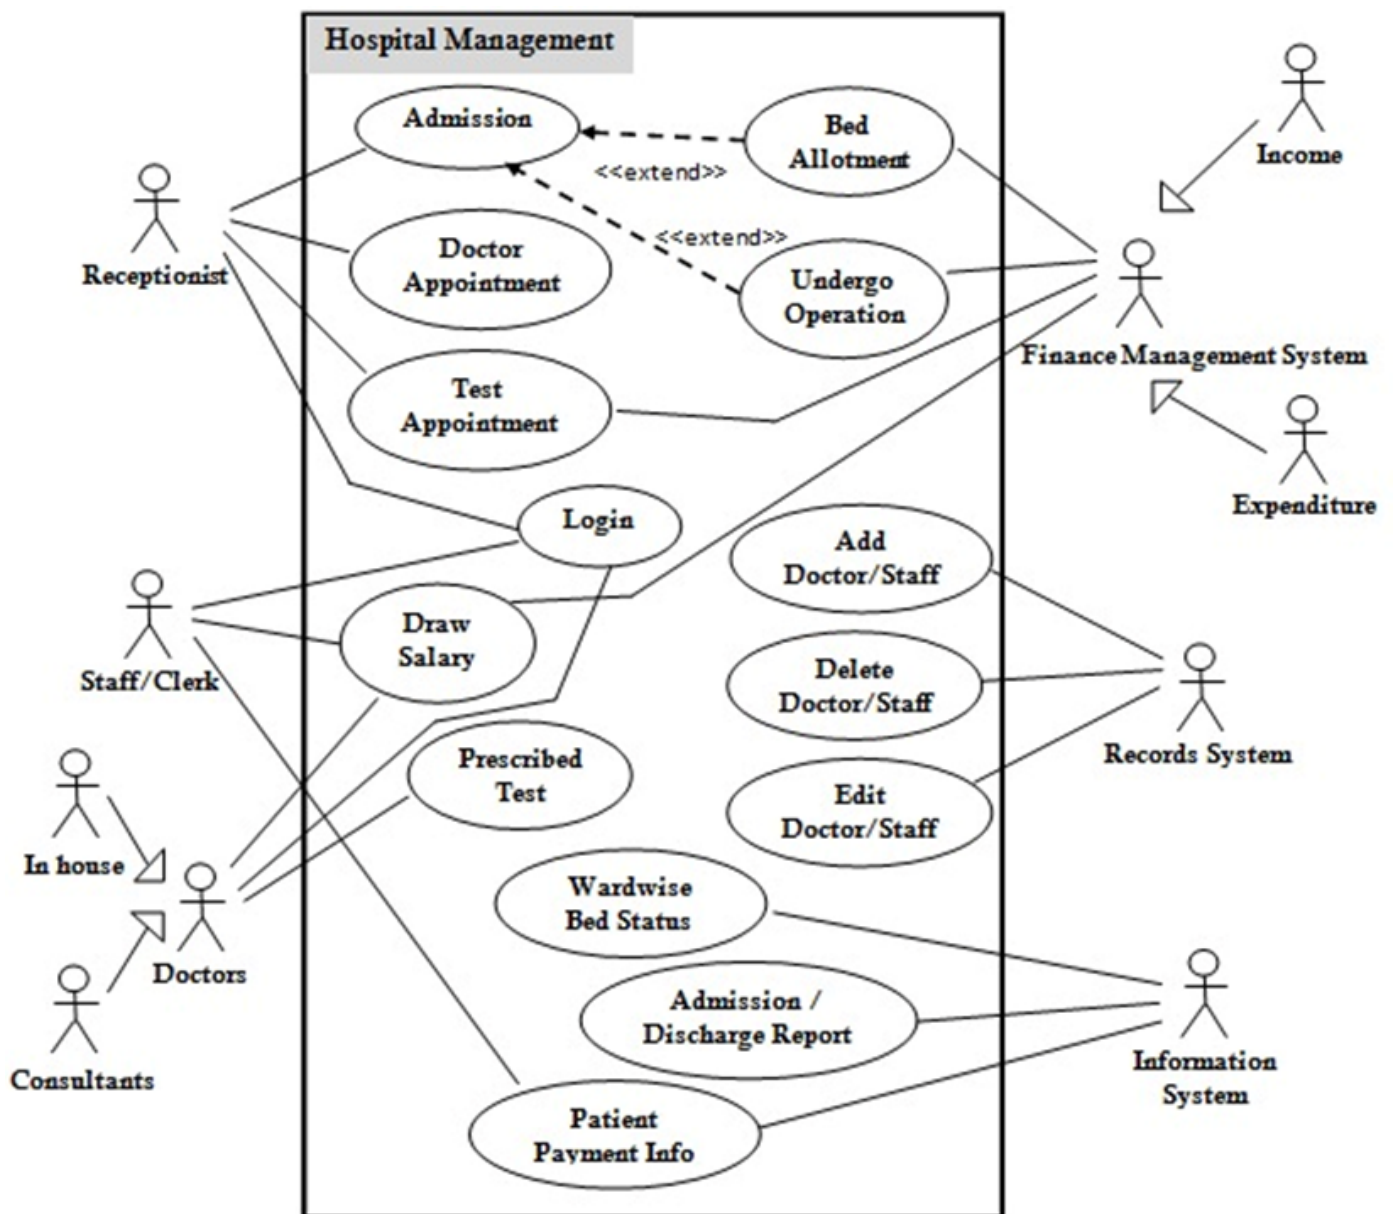 Hospital Management
Admission
Bed
Allotment
<<extend>>
Income
Receptionist
Doctor
Appointment
<<extend>>
Undergo
Operation
Finance Management System
Test
Appointment
Expenditure
Login
Add
Doctor/Staff
Staff/Clerk
Draw
Salary
Delete
Doctor/Staff
Records System
Prescribed
Test
Edit
Doctor/Staff
In house
Wardwise
Bed Status
Doctors
Admission /
Discharge Report
Consultants
Information
System
Patient
Payment Info